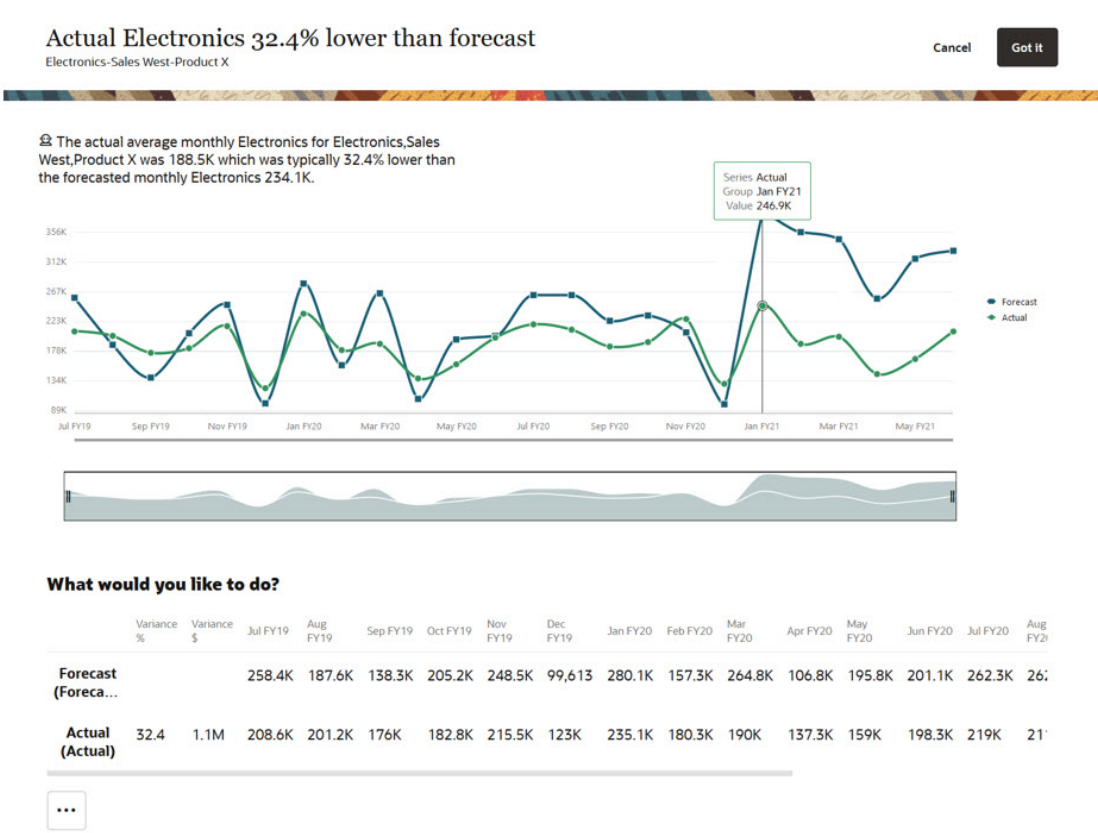 Actual Electronics 32.4% lower than forecast
Electronics-Sales West-Product X
Cancel
Got it
The actual average monthly Electronics for Electronics,Sales
West,Product X was 188.5K which was typically 32.4% lower than
the forecasted monthly Electronics 234.1K.
Series Actual
Group Jan FY21
Value 246.9K
356K
312K
267K
223K
178K
134K
89K
Jul FY19 Sep FY19 Nov FY19 Jan FY20 Mar FY20 May FY20 Jul FY20 Sep FY20 Nov FY20 Jan FY21 Mar FY21 May FY21
Forecast
Actual
What would you like to do?
Variance % Variance $ Jul FY19 Aug FY19 Sep FY19 Oct FY19 Nov FY19 Dec FY19 Jan FY20 Feb FY20 Mar FY20 Apr FY20 May FY20 Jun FY20 Jul FY20 Aug
Forecast (Foreca... 258.4K 187.6K 138.3K 205.2K 248.5K 99,613 280.1K 157.3K 264.8K 106.8K 195.8K 201.1K 262.3K
Actual (Actual) 32.4 1.1M 208.6K 201.2K 176K 182.8K 215.5K 123K 235.1K 180.3K 190K 137.3K 159K 198.3K 219K
...